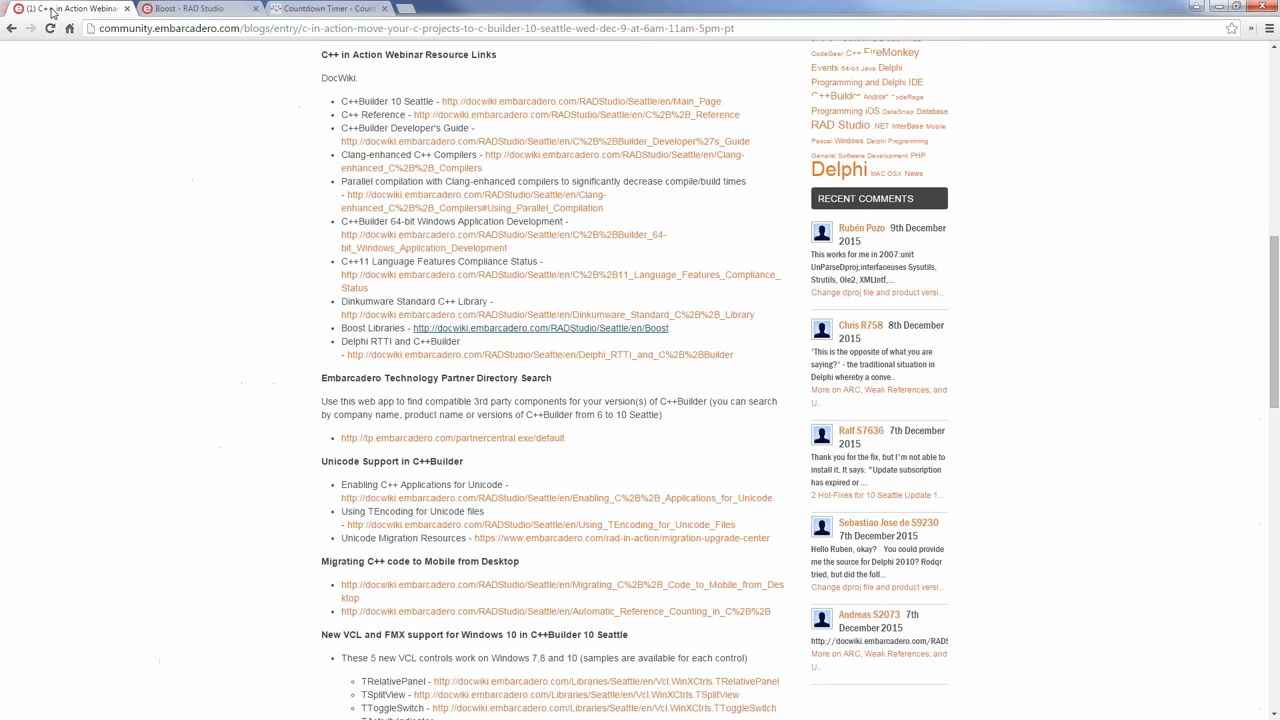 (1) C++ in Action Webinar
Boost - RAD Studio
Countdown Timer - Count
community.embarcadero.com/blogs/entry/c-in-action-move-your-c-projects-to-c-builder-10-seattle-wed-dec-9-at-6am-11am-5pm-pt
C++ in Action Webinar Resource Links
DocWiki:
C++Builder 10 Seattle - http://docwiki.embarcadero.com/RADStudio/Seattle/en/Main_Page
C++ Reference - http://docwiki.embarcadero.com/RADStudio/Seattle/en/C%2B%2B_Reference
C++Builder Developer's Guide -
http://docwiki.embarcadero.com/RADStudio/Seattle/en/C%2B%2BBuilder_Developer%27s_Guide
Clang-enhanced C++ Compilers - http://docwiki.embarcadero.com/RADStudio/Seattle/en/Clang-
enhanced_C%2B%2B_Compilers
Parallel compilation with Clang-enhanced compilers to significantly decrease compile/build times
- http://docwiki.embarcadero.com/RADStudio/Seattle/en/Clang-
enhanced_C%2B%2B_Compilers#Using_Parallel_Compilation
C++Builder 64-bit Windows Application Development -
http://docwiki.embarcadero.com/RADStudio/Seattle/en/C%2B%2BBuilder_64-
bit_Windows_Application_Development
C++11 Language Features Compliance Status -
http://docwiki.embarcadero.com/RADStudio/Seattle/en/C%2B%2B11_Language_Features_Compliance_
Status
Dinkumware Standard C++ Library -
http://docwiki.embarcadero.com/RADStudio/Seattle/en/Dinkumware_Standard_C%2B%2B_Library
Boost Libraries - http://docwiki.embarcadero.com/RADStudio/Seattle/en/Boost
Delphi RTTI and C++Builder
- http://docwiki.embarcadero.com/RADStudio/Seattle/en/Delphi_RTTI_and_C%2B%2BBuilder
Embarcadero Technology Partner Directory Search
Use this web app to find compatible 3rd party components for your version(s) of C++Builder (you can search
by company name, product name or versions of C++Builder from 6 to 10 Seattle)
http://tp.embarcadero.com/partnercentral.exe/default
Unicode Support in C++Builder
Enabling C++ Applications for Unicode -
http://docwiki.embarcadero.com/RADStudio/Seattle/en/Enabling_C%2B%2B_Applications_for_Unicode
Using TEncoding for Unicode files
- http://docwiki.embarcadero.com/RADStudio/Seattle/en/Using_TEncoding_for_Unicode_Files
Unicode Migration Resources - https://www.embarcadero.com/rad-in-action/migration-upgrade-center
Migrating C++ code to Mobile from Desktop
http://docwiki.embarcadero.com/RADStudio/Seattle/en/Migrating_C%2B%2B_Code_to_Mobile_from_Des
ktop
http://docwiki.embarcadero.com/RADStudio/Seattle/en/Automatic_Reference_Counting_in_C%2B%2B
New VCL and FMX support for Windows 10 in C++Builder 10 Seattle
These 5 new VCL controls work on Windows 7,8 and 10 (samples are available for each control)
TRelativePanel - http://docwiki.embarcadero.com/Libraries/Seattle/en/Vcl.WinXCtrls.TRelativePanel
TSplitView - http://docwiki.embarcadero.com/Libraries/Seattle/en/Vcl.WinXCtrls.TSplitView
TToggleSwitch - http://docwiki.embarcadero.com/Libraries/Seattle/en/Vcl.WinXCtrls.TToggleSwitch
CodeGear C++ FireMonkey
Events 64-bit Java Delphi
Programming and Delphi IDE
C++Builder Android CodeRage
Programming iOS DataSnap Database
RAD Studio .NET InterBase Mobile
Pascal Windows Delphi Programming
General Software Development PHP
Delphi MAC OSX News
RECENT COMMENTS
Rubén Pozo 9th December
2015
This works for me in 2007:unit
UnParseDproj;interfaceuses Sysutils,
Strutils, Ole2, XMLIntf,...
Change dproj file and product versi...
Chris R758 8th December
2015
'This is the opposite of what you are
saying?' - the traditional situation in
Delphi whereby a conve..
More on ARC, Weak References, and
U..
Ralf S7636 7th December
2015
Thank you for the fix, but I'm not able to
install it. It says: "Update subscription
has expired or ...
2 Hot-Fixes for 10 Seattle Update 1...
Sebastiao Jose de S9230
7th December 2015
Hello Ruben, okay? You could provide
me the source for Delphi 2010? Rodqr
tried, but did the foll...
Change dproj file and product versi...
Andreas S2073 7th
December 2015
http://docwiki.embarcadero.com/RADS
More on ARC, Weak References, and
U..